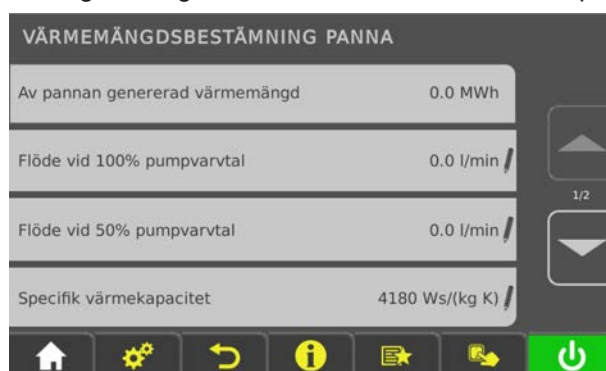 VÄRMEMÄNGDSBESTÄMNING PANNA
Av pannan genererad värmemängd 0.0 MWh
Flöde vid 100% pumpvarvtal 0.0 l/min
1/2
Flöde vid 50% pumpvarvtal 0.0 l/min
Specifik värmekapacitet 4180 Ws/(kg K)